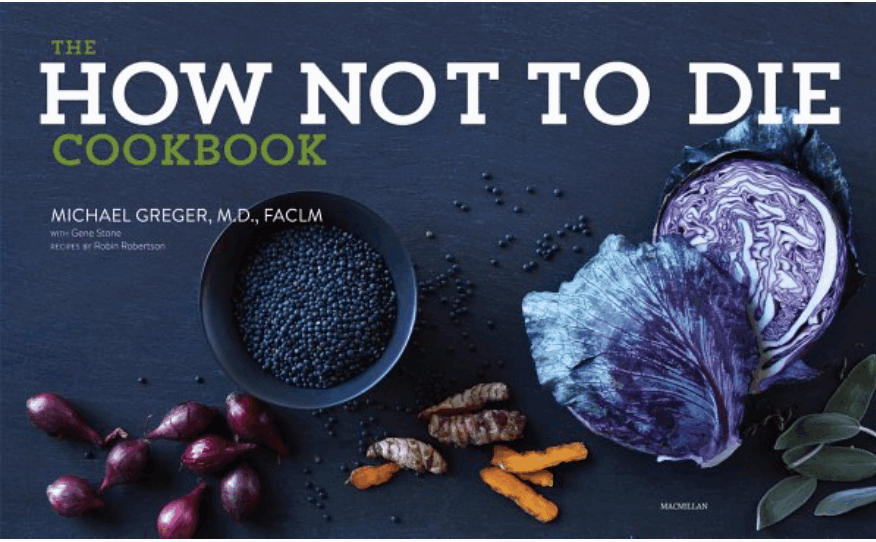 THE
HOW NOT TO DIE
COOKBOOK
MICHAEL GREGER, M.D., FACLM
WITH Gene Stone
RECIPES BY Robin Robertson
MACMILLAN